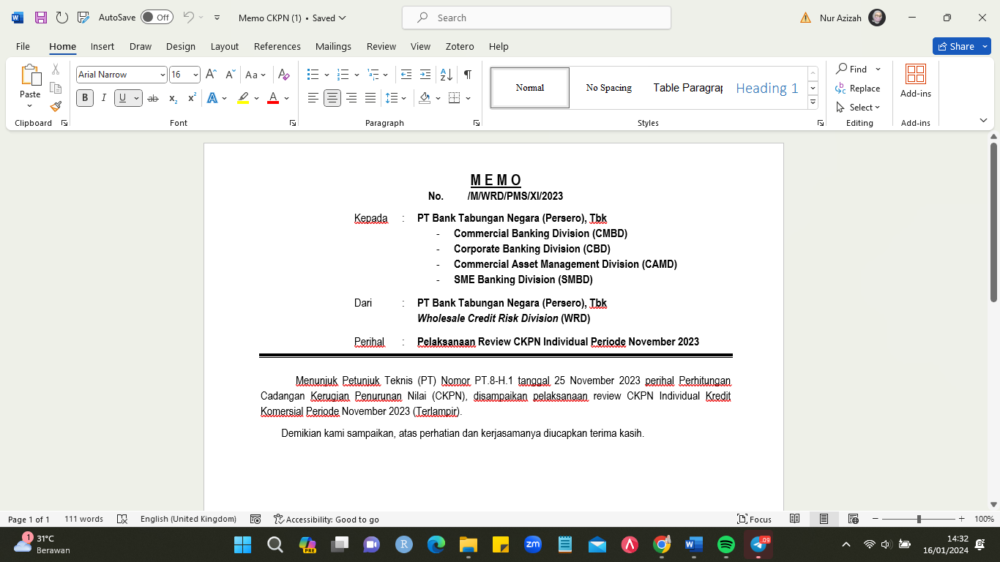 AutoSave Off Memo CKPN (1) • Saved Search Nur Azizah
File Home Insert Draw Design Layout References Mailings Review View Zotero Help Share
Arial Narrow 16 Aa Normal No Spacing Table Paragrap Heading 1 Find
Paste Replace Add-ins
B I U ab x₂ x² A A Select
Clipboard Font Paragraph Styles Editing Add-ins
M E M O
No. /M/WRD/PMS/XI/2023
Kepada : PT Bank Tabungan Negara (Persero), Tbk
- Commercial Banking Division (CMBD)
- Corporate Banking Division (CBD)
- Commercial Asset Management Division (CAMD)
- SME Banking Division (SMBD)
Dari : PT Bank Tabungan Negara (Persero), Tbk
Wholesale Credit Risk Division (WRD)
Perihal : Pelaksanaan Review CKPN Individual Periode November 2023
Menunjuk Petunjuk Teknis (PT) Nomor PT.8-H.1 tanggal 25 November 2023 perihal Perhitungan
Cadangan Kerugian Penurunan Nilai (CKPN), disampaikan pelaksanaan review CKPN Individual Kredit
Komersial Periode November 2023 (Terlampir).
Demikian kami sampaikan, atas perhatian dan kerjasamanya diucapkan terima kasih.
Page 1 of 1 111 words English (United Kingdom) Accessibility: Good to go Focus 100%
1 31°C PRE R zm W 09 14:32
Berawan 16/01/2024